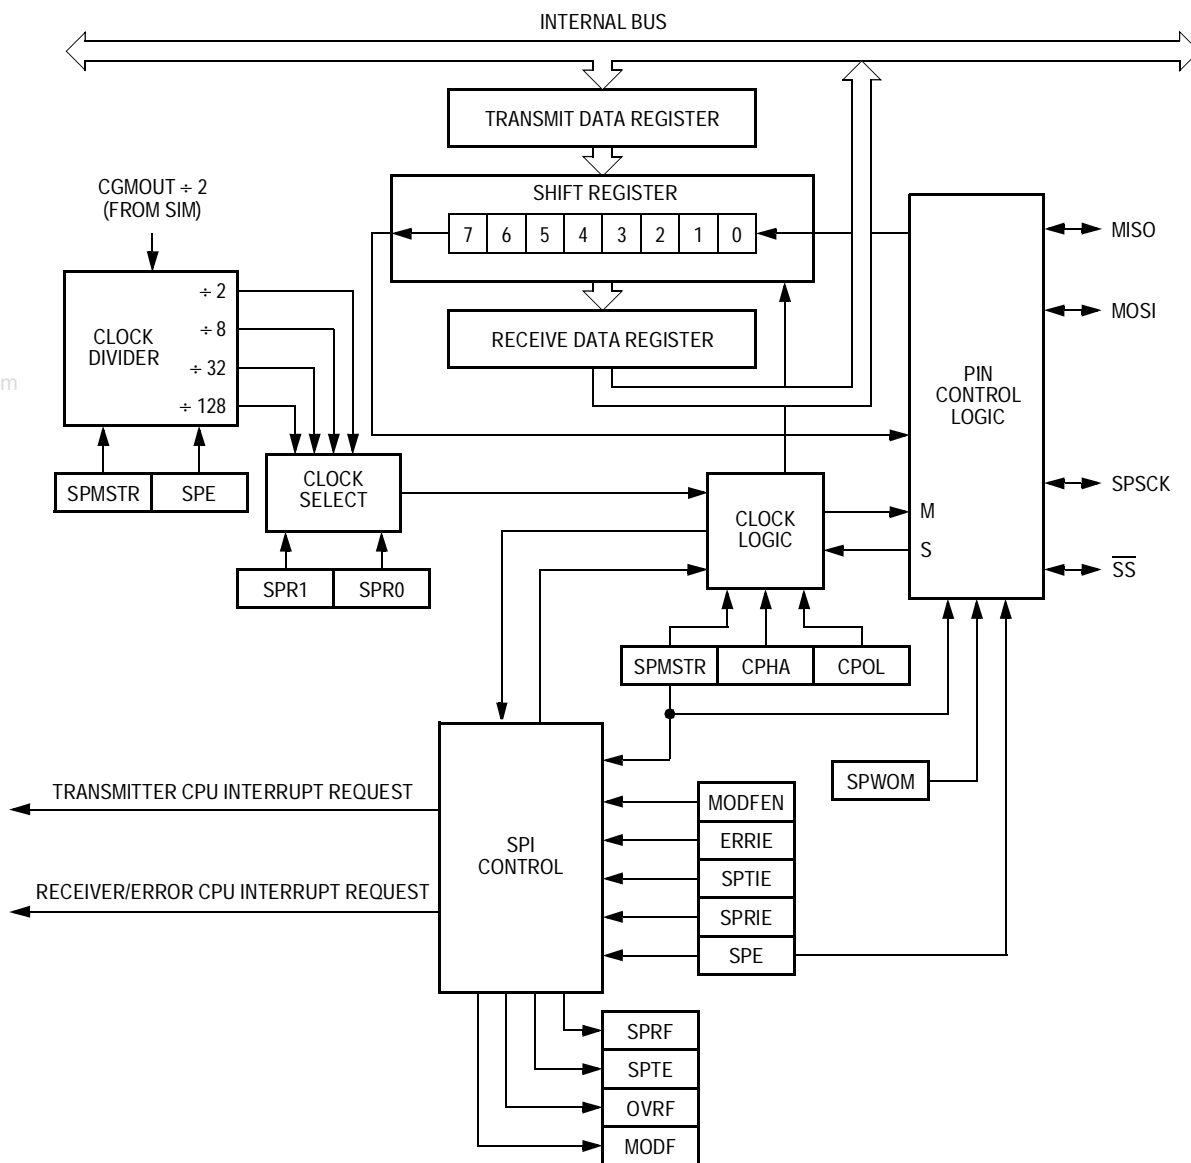 INTERNAL BUS
TRANSMIT DATA REGISTER
CGMOUT ÷ 2
(FROM SIM)
SHIFT REGISTER
7 6 5 4 3 2 1 0
MISO
MOSI
CLOCK
DIVIDER
÷ 2
÷ 8
÷ 32
÷ 128
RECEIVE DATA REGISTER
m
PIN
CONTROL
LOGIC
SPMSTR SPE
CLOCK
SELECT
SPSCK
CLOCK
LOGIC
M
S
SS
SPR1 SPR0
SPMSTR CPHA CPOL
SPWOM
TRANSMITTER CPU INTERRUPT REQUEST
RECEIVER/ERROR CPU INTERRUPT REQUEST
SPI
CONTROL
MODFEN
ERRIE
SPTIE
SPRIE
SPE
SPRF
SPTE
OVRF
MODF